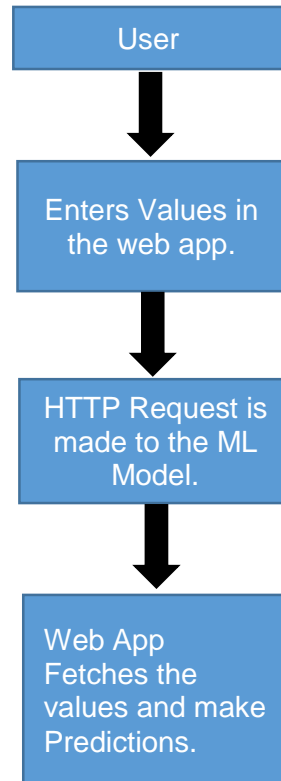 User
Enters Values in
the web app.
HTTP Request is
made to the ML
Model.
Web App
Fetches the
values and make
Predictions.